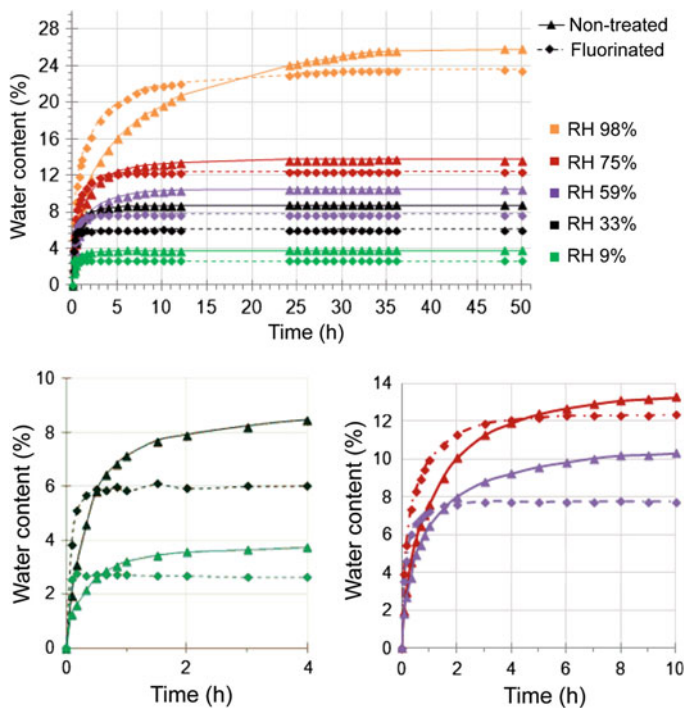 28
24
20
16
12
8
4
0
Water content (%)
0 5 10 15 20 25 30 35 40 45 50
Time (h)
Non-treated
Fluorinated
RH 98%
RH 75%
RH 59%
RH 33%
RH 9%
10
8
6
4
2
0
Water content (%)
0 2 4
Time (h)
14
12
10
8
6
4
2
0
Water content (%)
0 2 4 6 8 10
Time (h)